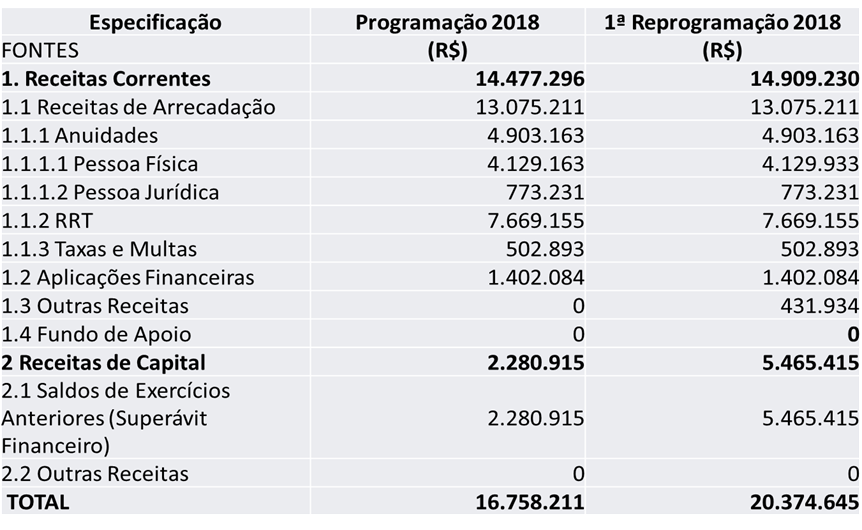 Especificação Programação 2018 1ª Reprogramação 2018
FONTES (R$) (R$)
1. Receitas Correntes 14.477.296 14.909.230
1.1 Receitas de Arrecadação 13.075.211 13.075.211
1.1.1 Anuidades 4.903.163 4.903.163
1.1.1.1 Pessoa Física 4.129.163 4.129.933
1.1.1.2 Pessoa Jurídica 773.231 773.231
1.1.2 RRT 7.669.155 7.669.155
1.1.3 Taxas e Multas 502.893 502.893
1.2 Aplicações Financeiras 1.402.084 1.402.084
1.3 Outras Receitas 0 431.934
1.4 Fundo de Apoio 0 0
2 Receitas de Capital 2.280.915 5.465.415
2.1 Saldos de Exercícios
Anteriores (Superávit 2.280.915 5.465.415
Financeiro)
2.2 Outras Receitas 0 0
TOTAL 16.758.211 20.374.645